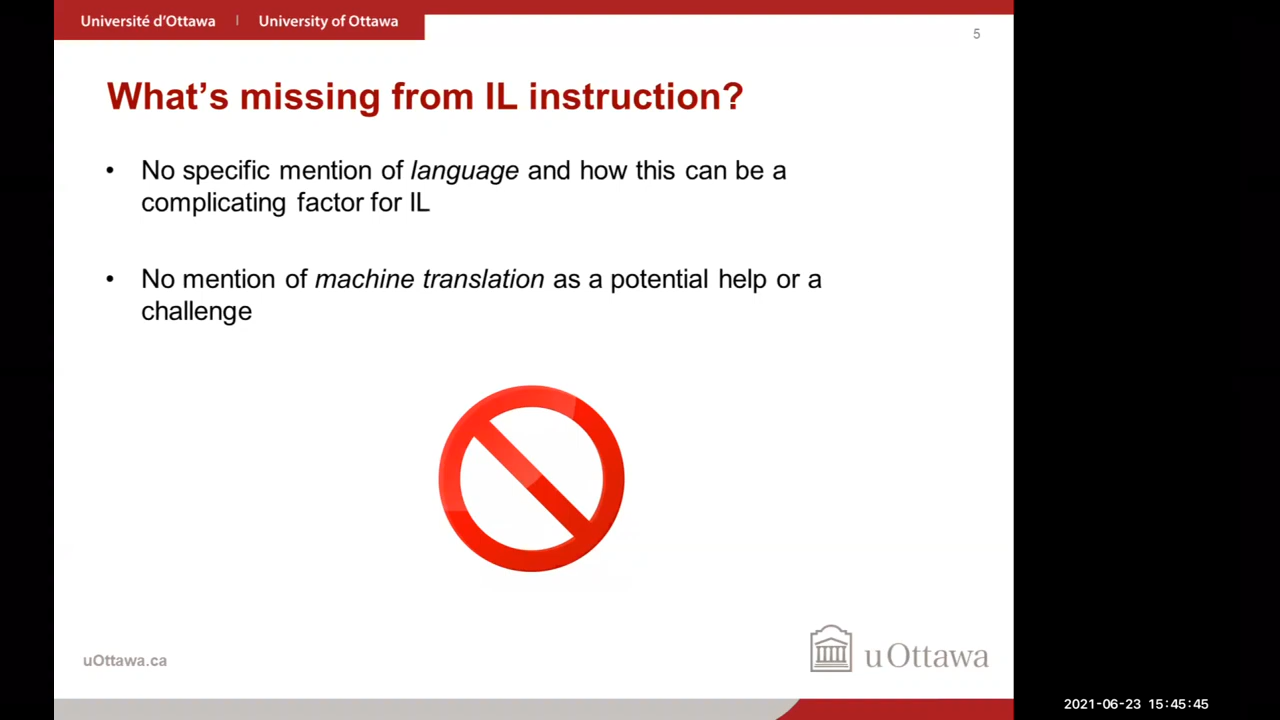 Université d'Ottawa | University of Ottawa
5
What's missing from IL instruction?
• No specific mention of language and how this can be a
complicating factor for IL
• No mention of machine translation as a potential help or a
challenge
uOttawa.ca
uOttawa
2021-06-23 15:45:45